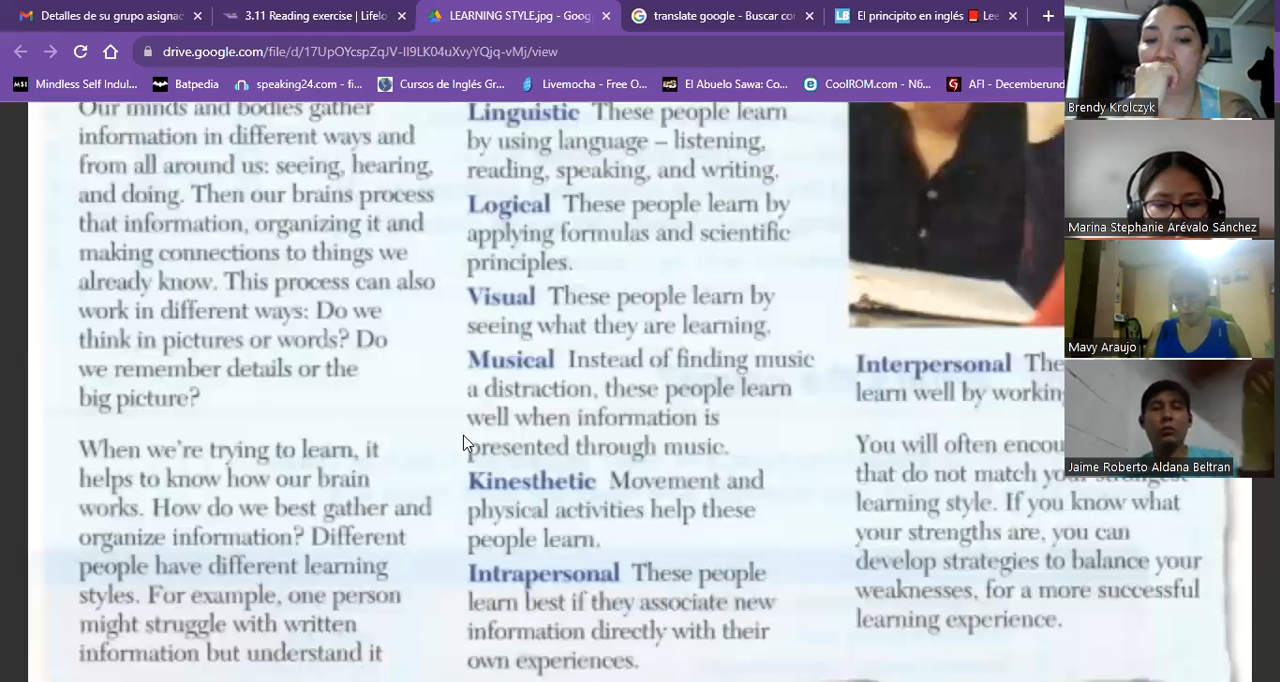 Detalles de su grupo asignac
3.11 Reading exercise | Lifelo
LEARNING STYLE.jpg - Goog
translate google - Buscar co
El principito en inglés Lee
drive.google.com/file/d/17UpOYcspZqJV-II9LK04uXvyYQjq-vMj/view
Mindless Self Indul...
Batpedia
speaking24.com - fi...
Cursos de Inglés Gr...
Livemocha - Free O...
El Abuelo Sawa: Co...
CoolROM.com - N6...
AFI - Decemberund
Our minds and bodies gather
information in different ways and
from all around us: seeing, hearing,
and doing. Then our brains process
that information, organizing it and
making connections to things we
already know. This process can also
work in different ways: Do we
think in pictures or words? Do
we remember details or the
big picture?
When we're trying to learn, it
helps to know how our brain
works. How do we best gather and
organize information? Different
people have different learning
styles. For example, one person
might struggle with written
information but understand it
Linguistic These people learn
by using language – listening,
reading, speaking, and writing.
Logical These people learn by
applying formulas and scientific
principles.
Visual These people learn by
seeing what they are learning.
Musical Instead of finding music
a distraction, these people learn
well when information is
presented through music.
Kinesthetic Movement and
physical activities help these
people learn.
Intrapersonal These people
learn best if they associate new
information directly with their
own experiences.
Interpersonal The
learn well by workin
You will often encou
that do not match yo strongest
learning style. If you know what
your strengths are, you can
develop strategies to balance your
weaknesses, for a more successful
learning experience.
Brendy Krolczyk
Marina Stephanie Arévalo Sánchez
Mavy Araujo
Jaime Roberto Aldana Beltran